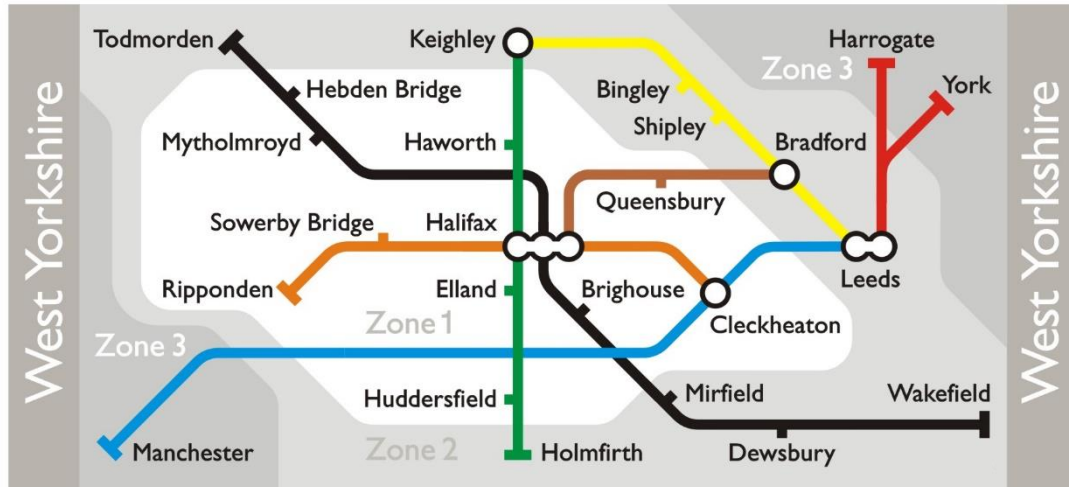 West Yorkshire
Todmorden
Keighley
Harrogate
Zone 3
York
Hebden Bridge
Bingley
Mytholmroyd
Haworth
Shipley
Bradford
Queensbury
Sowerby Bridge
Halifax
Leeds
Ripponden
Elland
Brighouse
Zone 1
Cleckheaton
Zone 3
Huddersfield
Mirfield
Wakefield
Manchester
Zone 2
Holmfirth
Dewsbury
West Yorkshire